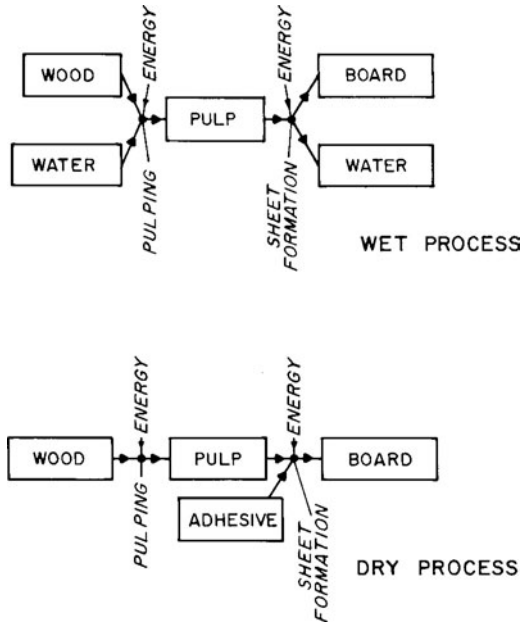 ENERGY
ENERGY
WOOD
BOARD
PULP
WATER
WATER
PULPING
SHEET
FORMATION
WET PROCESS
ENERGY
ENERGY
WOOD
PULP
BOARD
ADHESIVE
PULPING
SHEET
FORMATION
DRY PROCESS